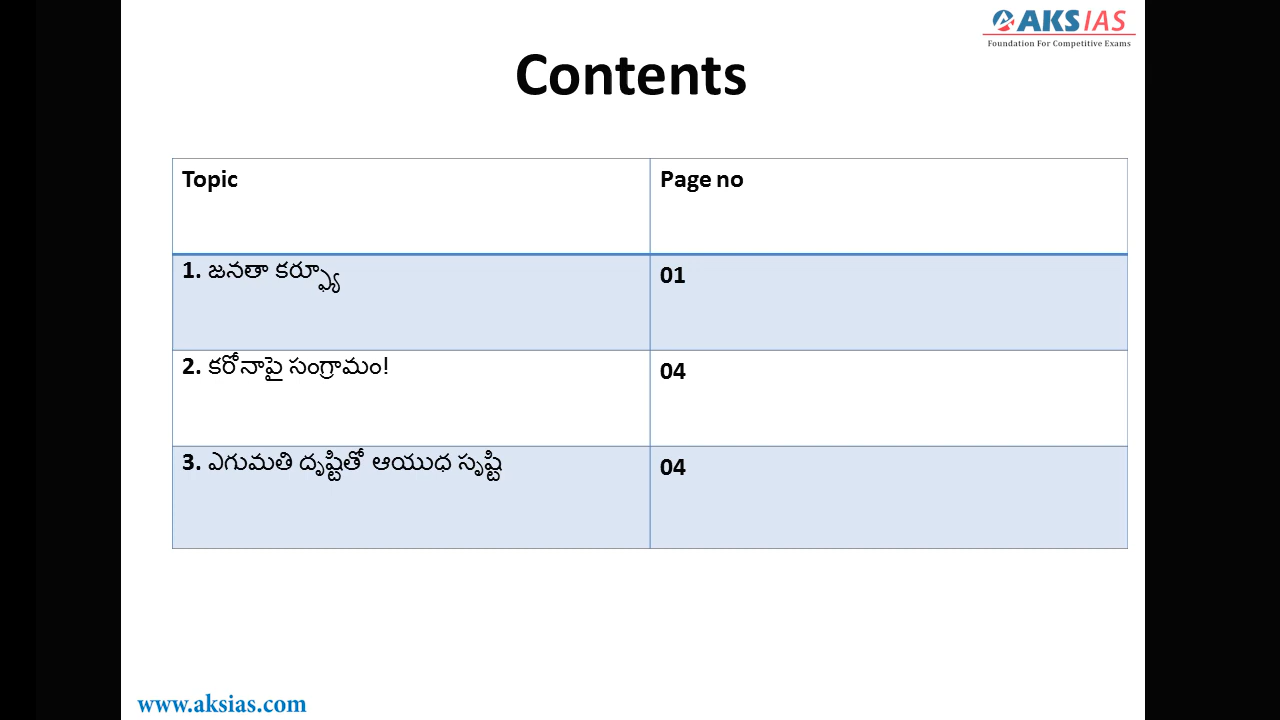 AKS IAS
Foundation For Competitive Exams
Contents
Topic Page no
1. జనతా కర్ఫ్యూ 01
2. కరోనాపై సంగ్రామం! 04
3. ఎగుమతి దృష్టితో ఆయుధ సృష్టి 04
www.aksias.com